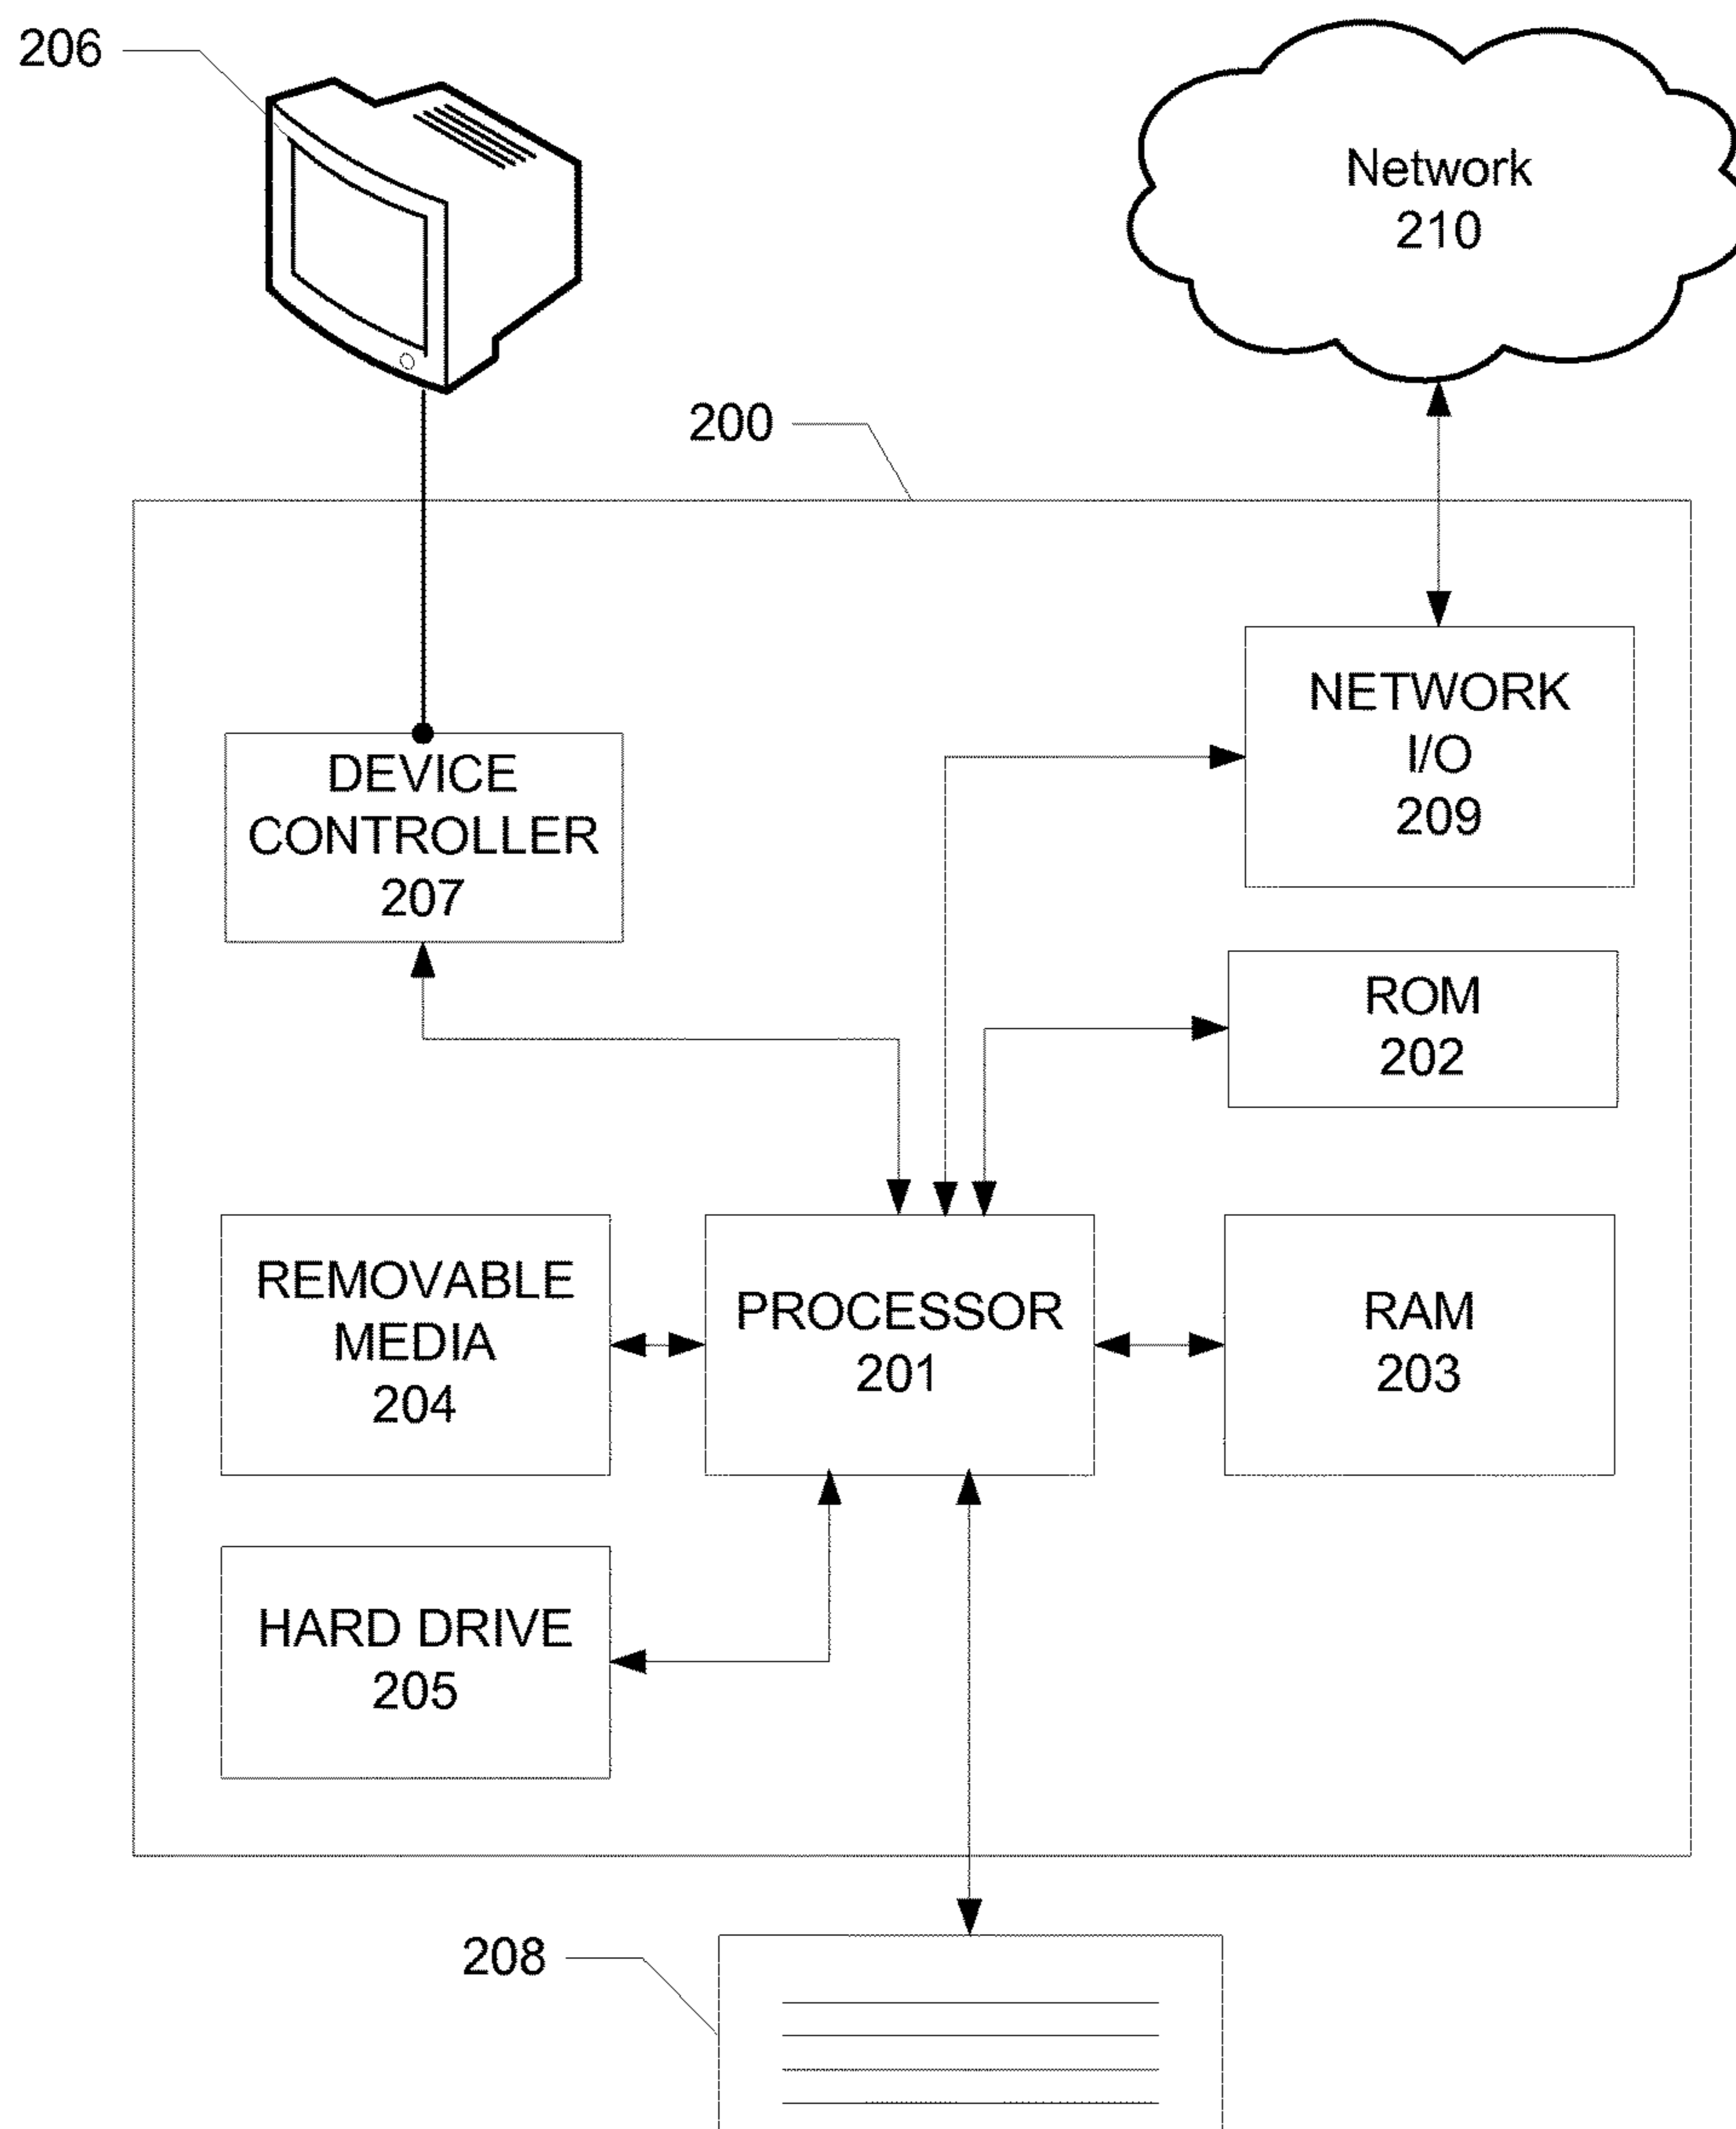 206
Network
210
200
NETWORK
I/O
209
DEVICE
CONTROLLER
207
ROM
202
REMOVABLE
MEDIA
204
PROCESSOR
201
RAM
203
HARD DRIVE
205
208